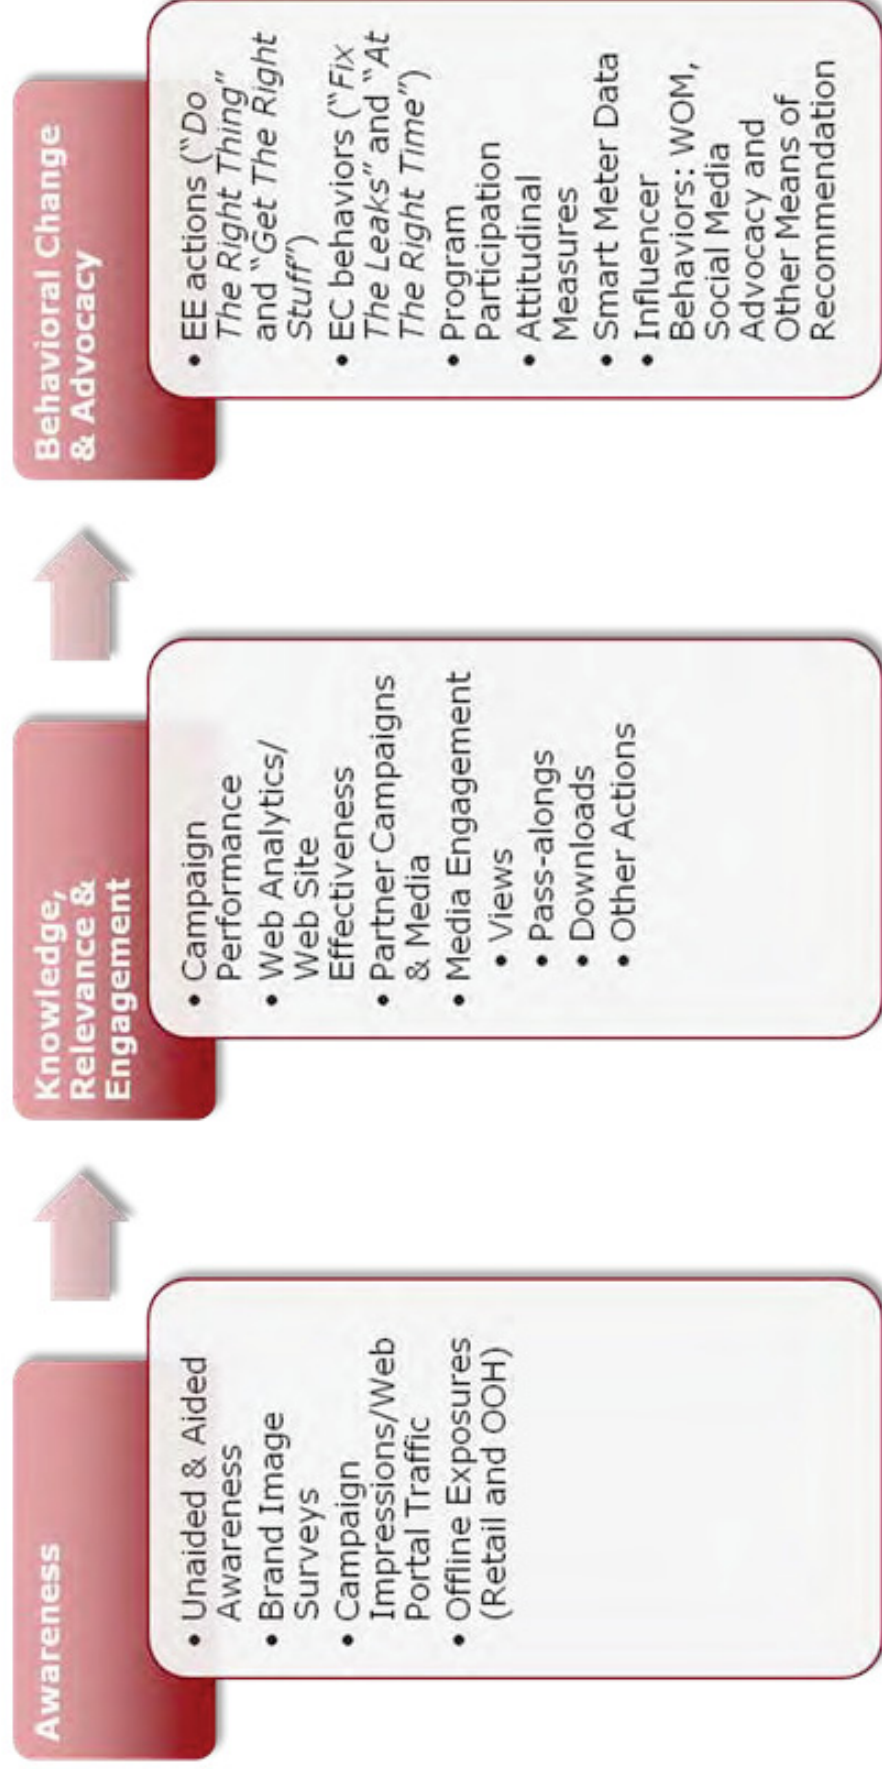 Awareness
• Unaided & Aided
Awareness
• Brand Image
Surveys
• Campaign
Impressions/Web
Portal Traffic
• Offline Exposures
(Retail and OOH)
Knowledge,
Relevance &
Engagement
• Campaign
Performance
• Web Analytics/
Web Site
Effectiveness
• Partner Campaigns
& Media
• Media Engagement
• Views
• Pass-alongs
• Downloads
• Other Actions
Behavioral Change
& Advocacy
• EE actions (“Do
The Right Thing”
and “Get The Right
Stuff”)
• EC behaviors (“Fix
The Leaks” and “At
The Right Time”)
• Program
Participation
• Attitudinal
Measures
• Smart Meter Data
• Influencer
Behaviors: WOM,
Social Media
Advocacy and
Other Means of
Recommendation